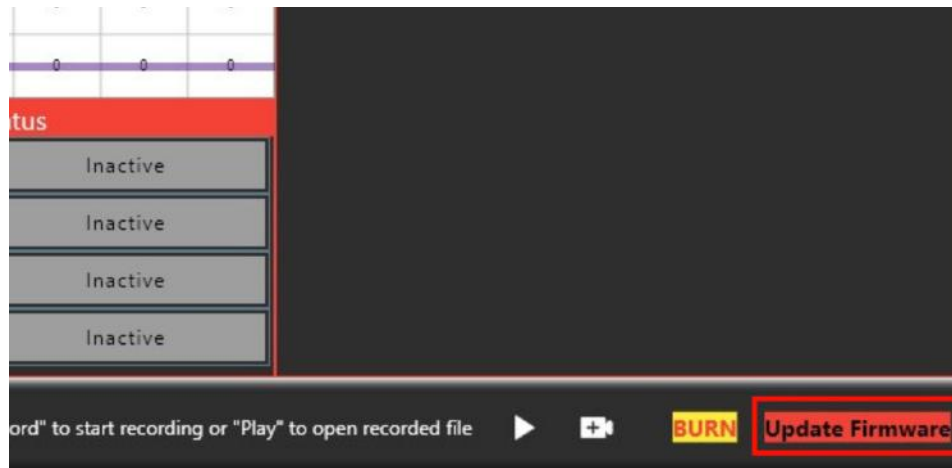 0 0 0
tus
Inactive
Inactive
Inactive
Inactive
ord" to start recording or "Play" to open recorded file BURN Update Firmware